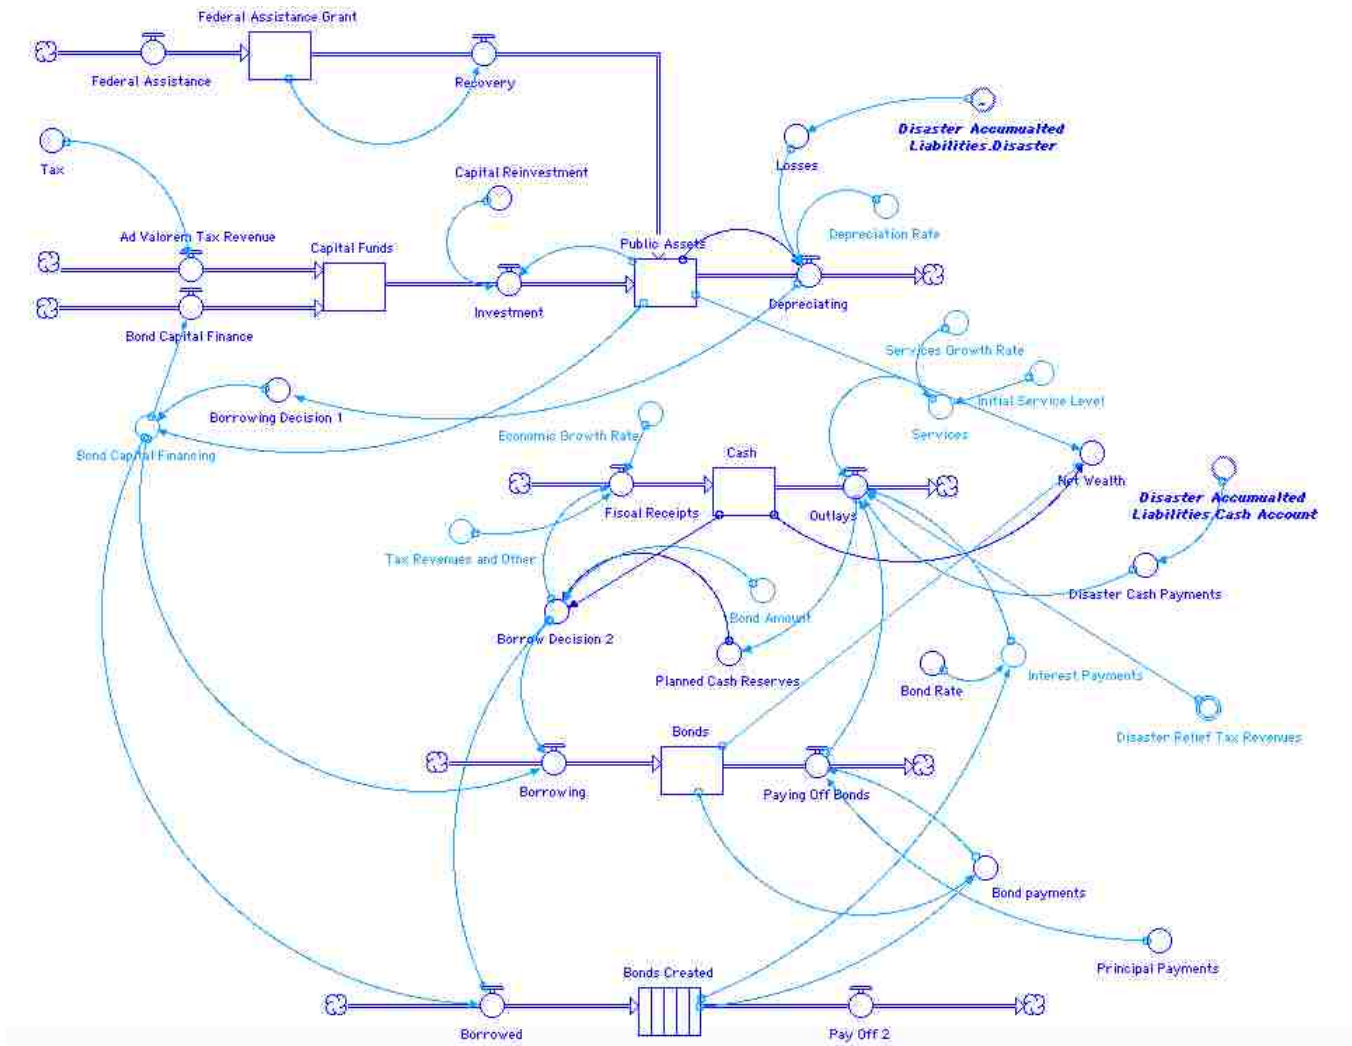 Federal Assistance Grant
Federal Assistance
Recovery
Disaster Accumualted
Liabilities.Disaster
Tax
Losses
Capital Reinvestment
Ad Valorem Tax Revenue
Capital Funds
Public Assets
Depreciation Rate
Investment
Depreciating
Bond Capital Finance
Services Growth Rate
Borrowing Decision 1
Initial Service Level
Economic Growth Rate
Services
Bond Capital Financing
Cash
Net Wealth
Disaster Accumualted
Liabilities.Cash Account
Fiscal Receipts
Outlays
Tax Revenues and Other
Disaster Cash Payments
Bond Amount
Borrow Decision 2
Planned Cash Reserves
Bond Rate
Interest Payments
Bonds
Disaster Relief Tax Revenues
Borrowing
Paying Off Bonds
Bond payments
Principal Payments
Bonds Created
Borrowed
Pay Off 2